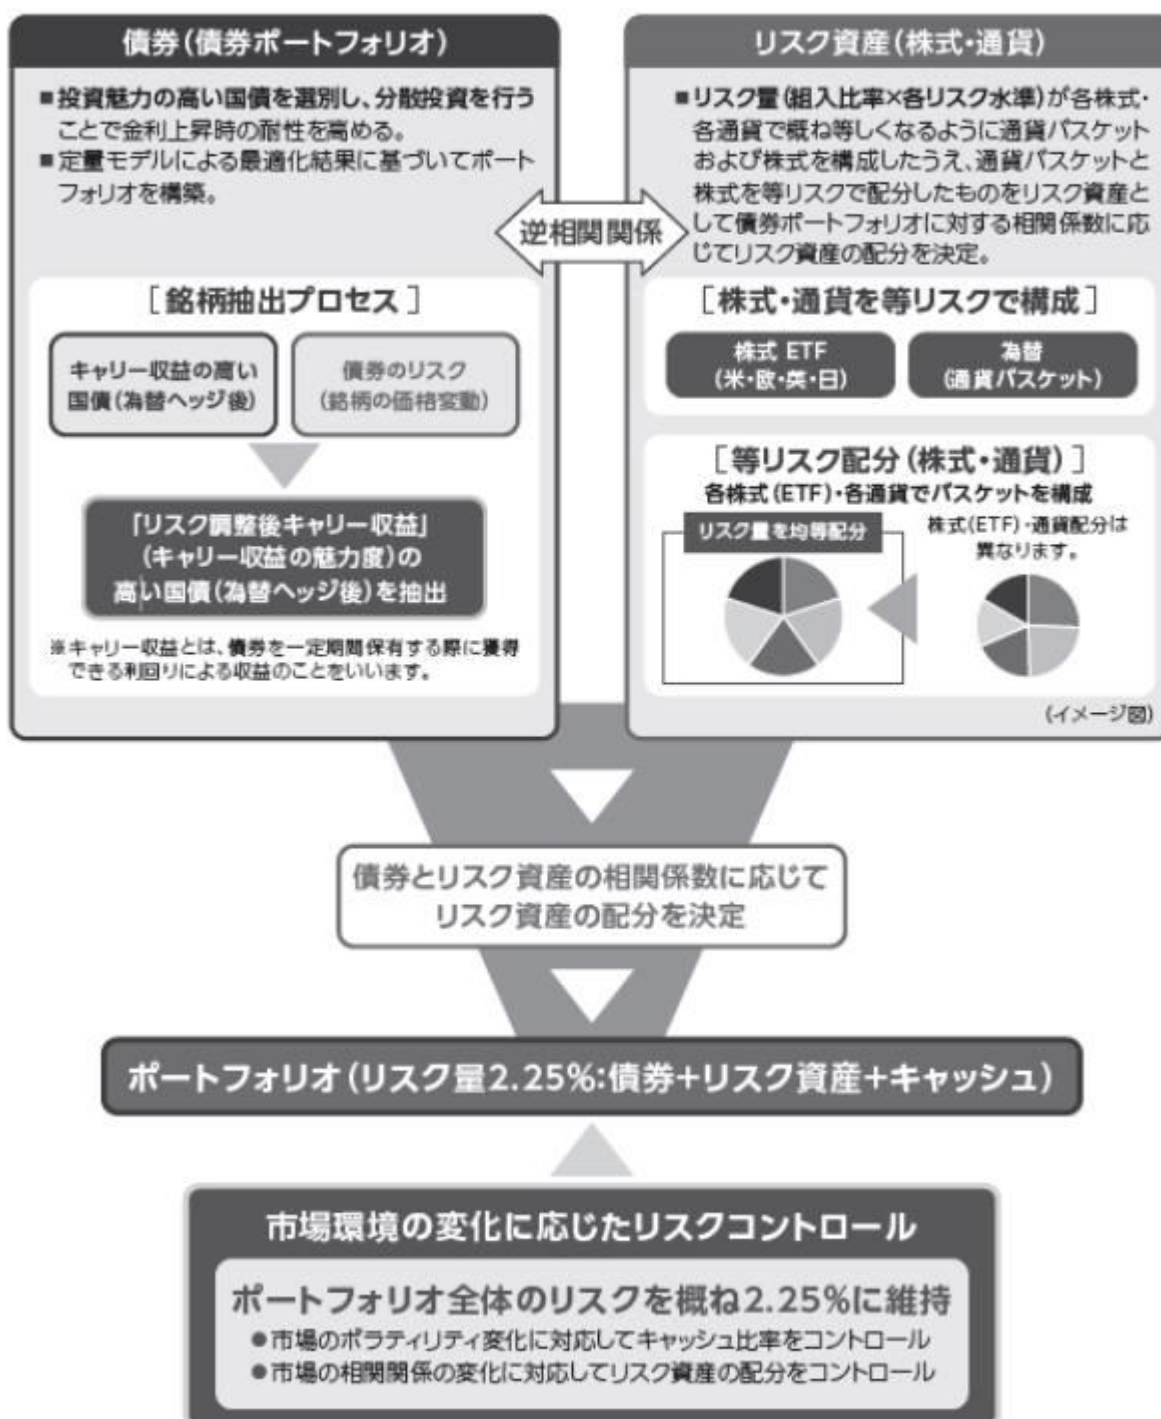 債券（債券ポートフォリオ）
■投資魅力の高い国債を選別し、分散投資を行う
ことで金利上昇時の耐性を高める。
■定量モデルによる最適化結果に基づいてポート
フォリオを構築。
［銘柄抽出プロセス］
キャリー収益の高い
国債（為替ヘッジ後）
債券のリスク
（銘柄の価格変動）
「リスク調整後キャリー収益」
（キャリー収益の魅力度）の
高い国債（為替ヘッジ後）を抽出
※キャリー収益とは、債券を一定期間保有する際に獲得
できる利回りによる収益のことをいいます。
逆相関関係
リスク資産（株式・通貨）
■リスク量（組入比率×各リスク水準）が各株式・
各通貨で概ね等しくなるように通貨バスケット
および株式を構成したうえ、通貨バスケットと
株式を等リスクで配分したものをリスク資産と
して債券ポートフォリオに対する相関係数に応
じてリスク資産の配分を決定。
［株式・通貨を等リスクで構成］
株式 ETF
（米・欧・英・日）
為替
（通貨バスケット）
［等リスク配分（株式・通貨）］
各株式（ETF）・各通貨でバスケットを構成
リスク量を均等配分
株式（ETF）・通貨配分は
異なります。
（イメージ図）
債券とリスク資産の相関係数に応じて
リスク資産の配分を決定
ポートフォリオ（リスク量2.25%：債券＋リスク資産＋キャッシュ）
市場環境の変化に応じたリスクコントロール
ポートフォリオ全体のリスクを概ね2.25%に維持
●市場のボラティリティ変化に対応してキャッシュ比率をコントロール
●市場の相関関係の変化に対応してリスク資産の配分をコントロール